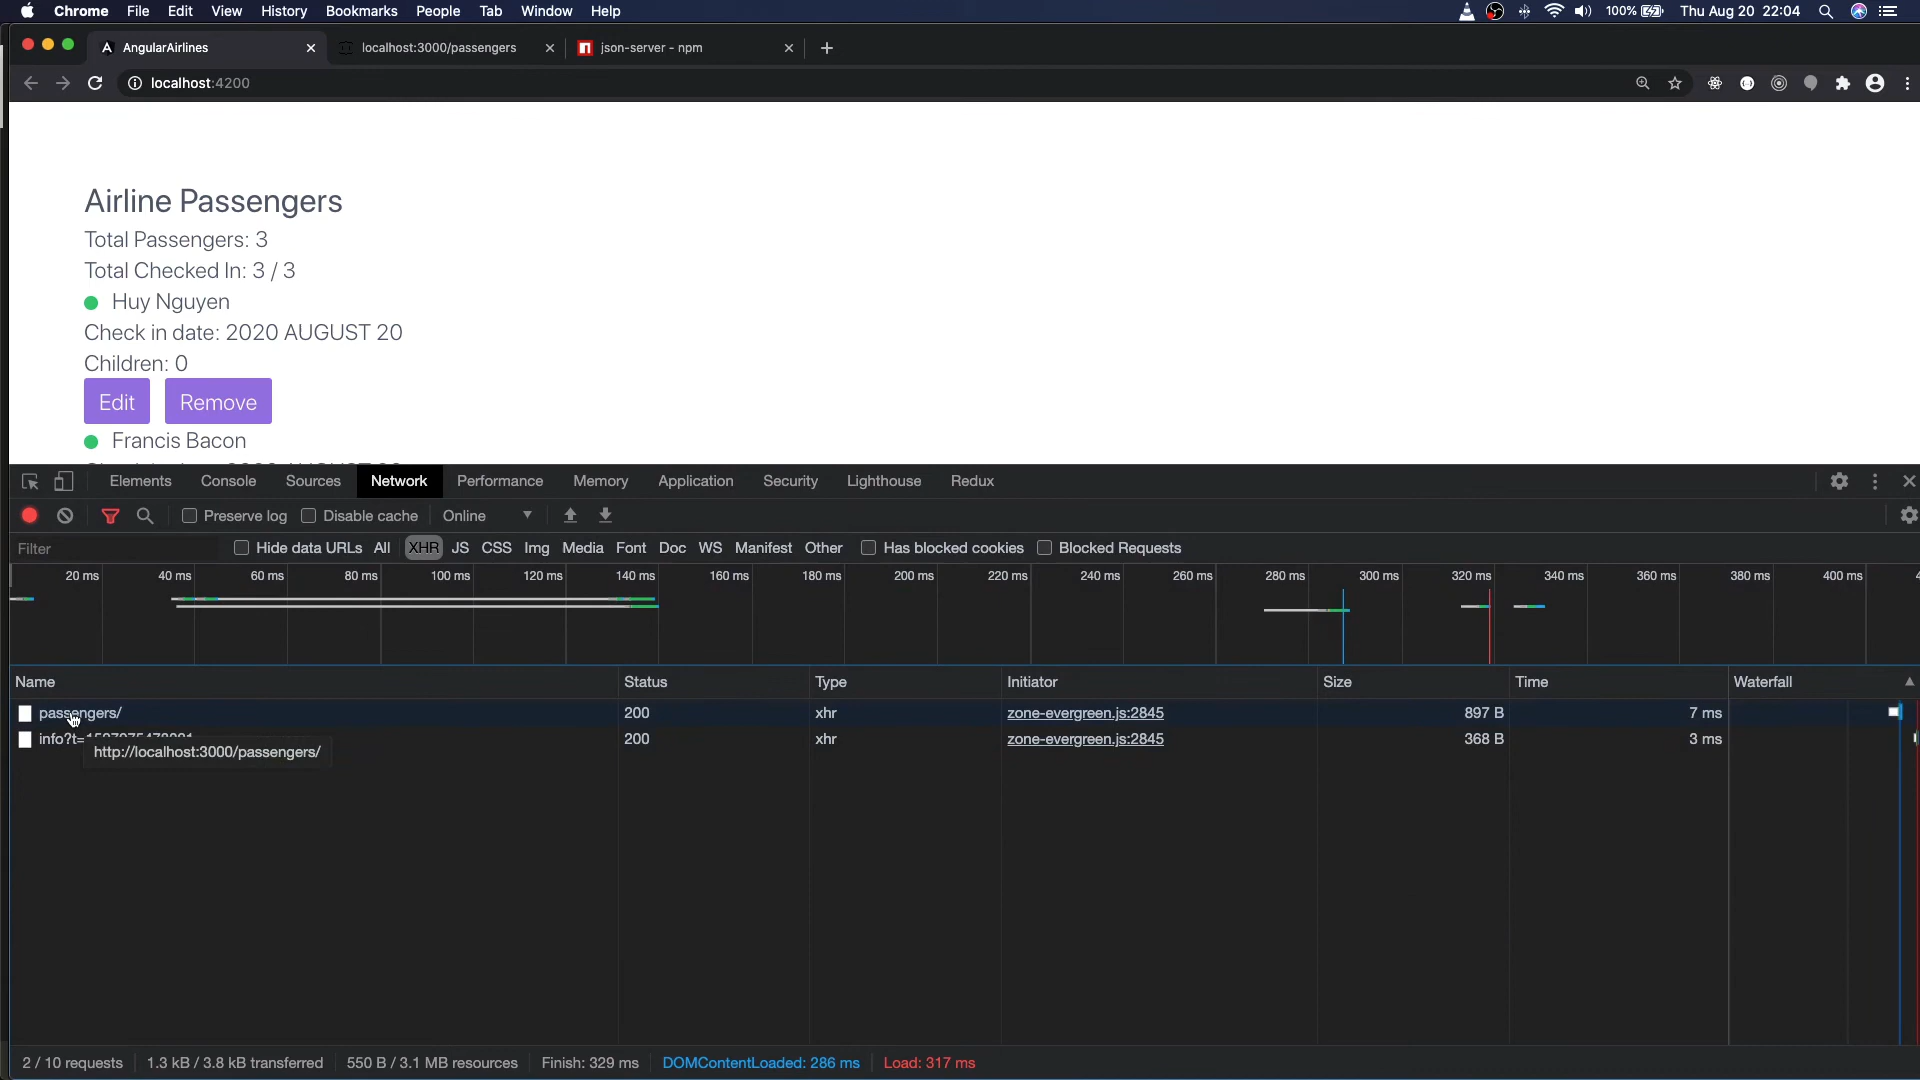 Chrome File Edit View History Bookmarks People Tab Window Help 100% Thu Aug 20 22:04
AngularAirlines localhost:3000/passengers json-server - npm
localhost:4200
Airline Passengers
Total Passengers: 3
Total Checked In: 3 / 3
Huy Nguyen
Check in date: 2020 AUGUST 20
Children: 0
Edit Remove
Francis Bacon
Elements Console Sources Network Performance Memory Application Security Lighthouse Redux
Preserve log Disable cache Online
Filter Hide data URLs All XHR JS CSS Img Media Font Doc WS Manifest Other Has blocked cookies Blocked Requests
20 ms 40 ms 60 ms 80 ms 100 ms 120 ms 140 ms 160 ms 180 ms 200 ms 220 ms 240 ms 260 ms 280 ms 300 ms 320 ms 340 ms 360 ms 380 ms 400 ms
Name Status Type Initiator Size Time Waterfall
passengers/ 200 xhr zone-evergreen.js:2845 897 B 7 ms
info?t= 200 xhr zone-evergreen.js:2845 368 B 3 ms
http://localhost:3000/passengers/
2 / 10 requests 1.3 kB / 3.8 kB transferred 550 B / 3.1 MB resources Finish: 329 ms DOMContentLoaded: 286 ms Load: 317 ms